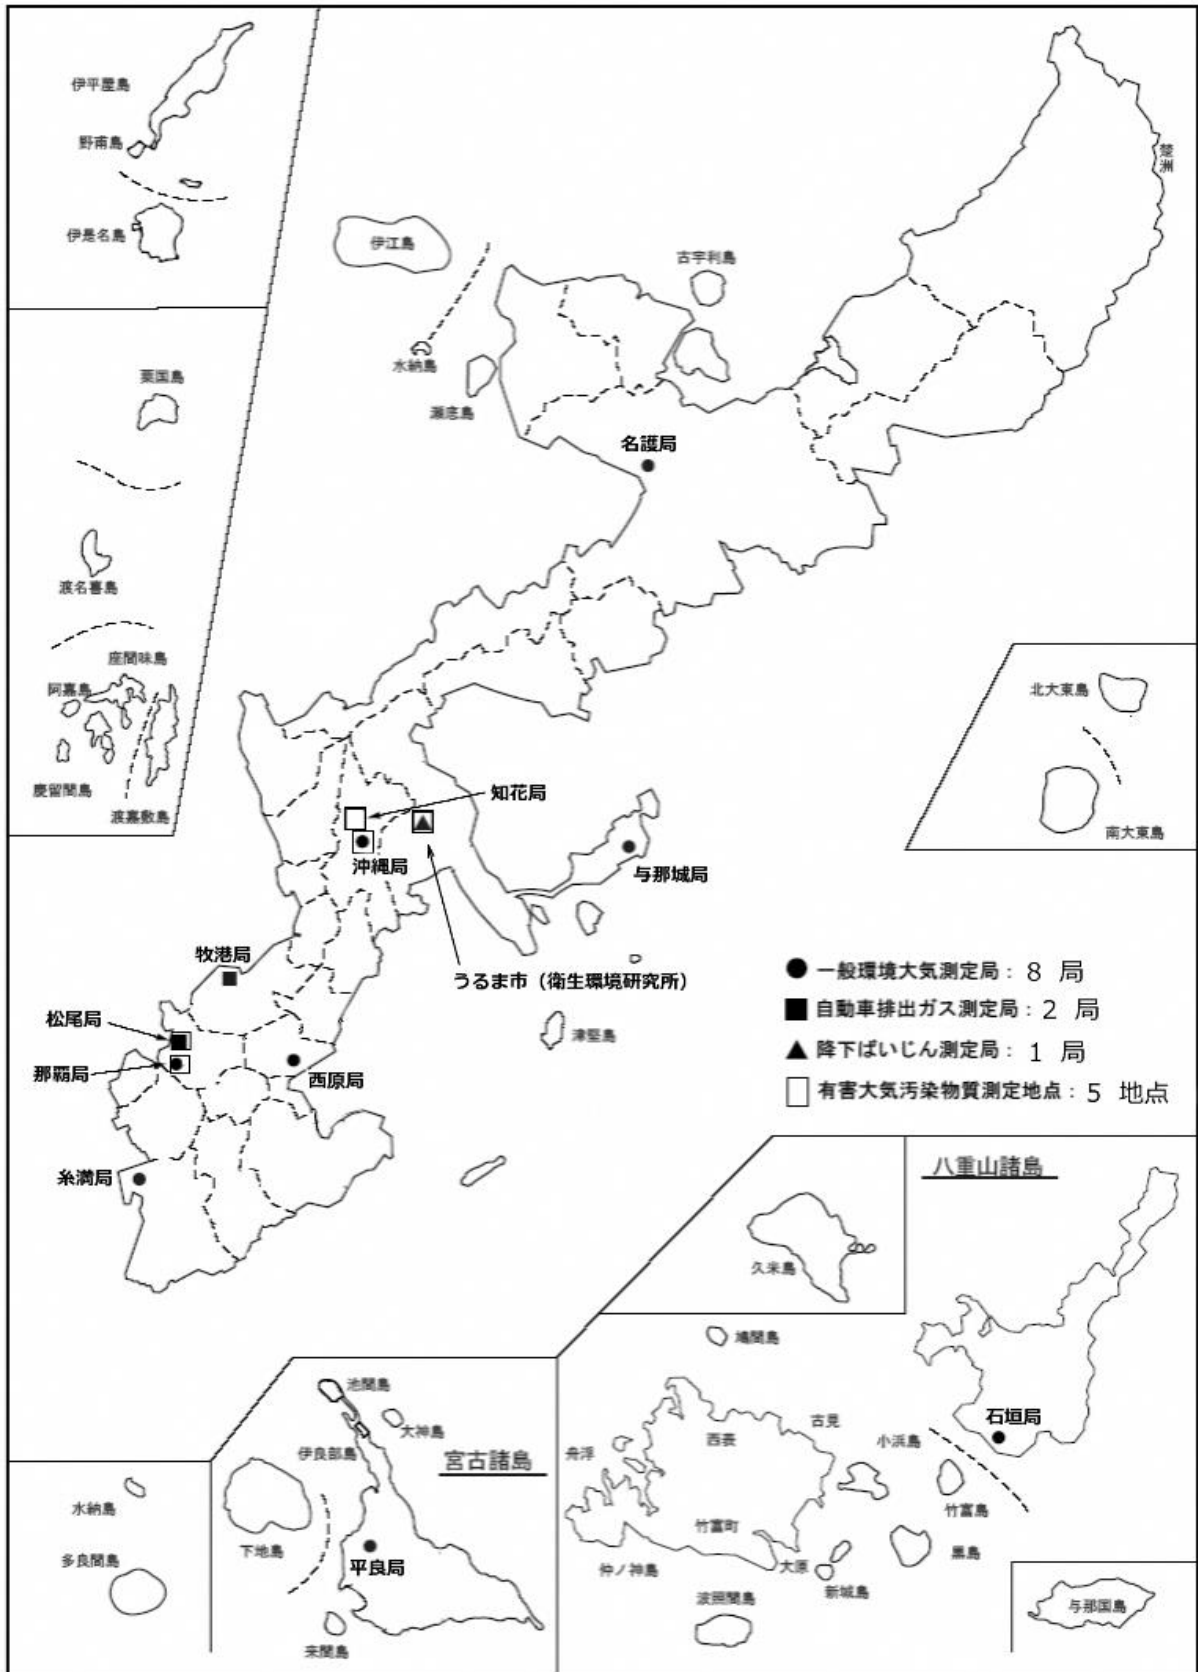 伊平屋島
野甫島
伊是名島
楚洲
伊江島
古宇利島
水納島
瀬底島
粟国島
名護局
渡名喜島
座間味島
阿嘉島
慶留間島
渡嘉敷島
北大東島
南大東島
知花局
沖縄局
与那城局
牧港局
うるま市（衛生環境研究所）
松尾局
那覇局
西原局
津堅島
糸満局
● 一般環境大気測定局： 8 局
■ 自動車排出ガス測定局：2 局
▲ 降下ばいじん測定局： 1 局
□ 有害大気汚染物質測定地点：5 地点
八重山諸島
久米島
鳩間島
石垣局
古見
小浜島
西表
舟浮
竹富島
竹富町
黒島
大原
新城島
仲ノ神島
波照間島
与那国島
池間島
大神島
伊良部島
宮古諸島
下地島
平良局
来間島
水納島
多良間島